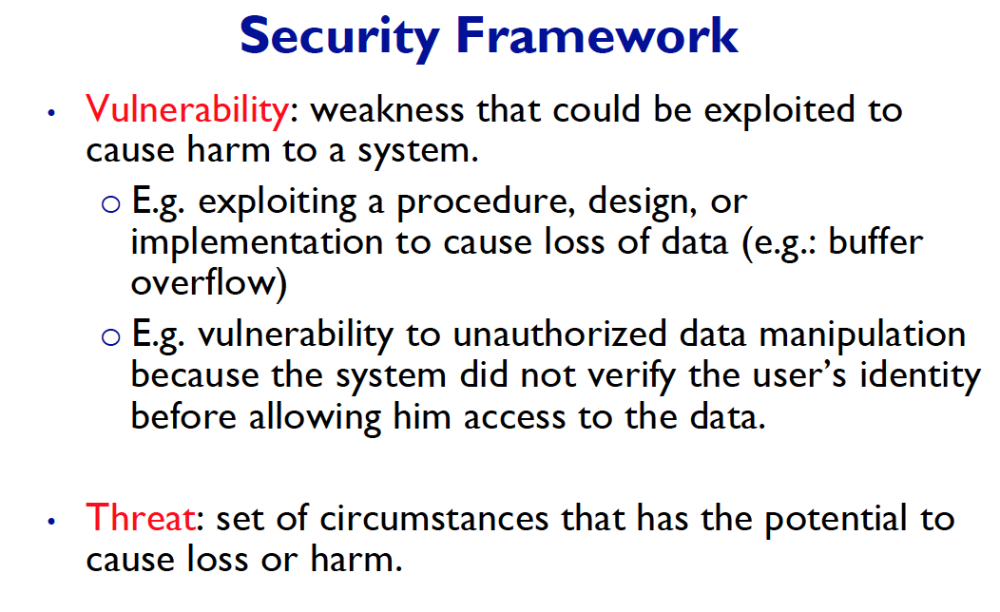 Security Framework
• Vulnerability: weakness that could be exploited to
cause harm to a system.
o E.g. exploiting a procedure, design, or
implementation to cause loss of data (e.g.: buffer
overflow)
o E.g. vulnerability to unauthorized data manipulation
because the system did not verify the user’s identity
before allowing him access to the data.
• Threat: set of circumstances that has the potential to
cause loss or harm.